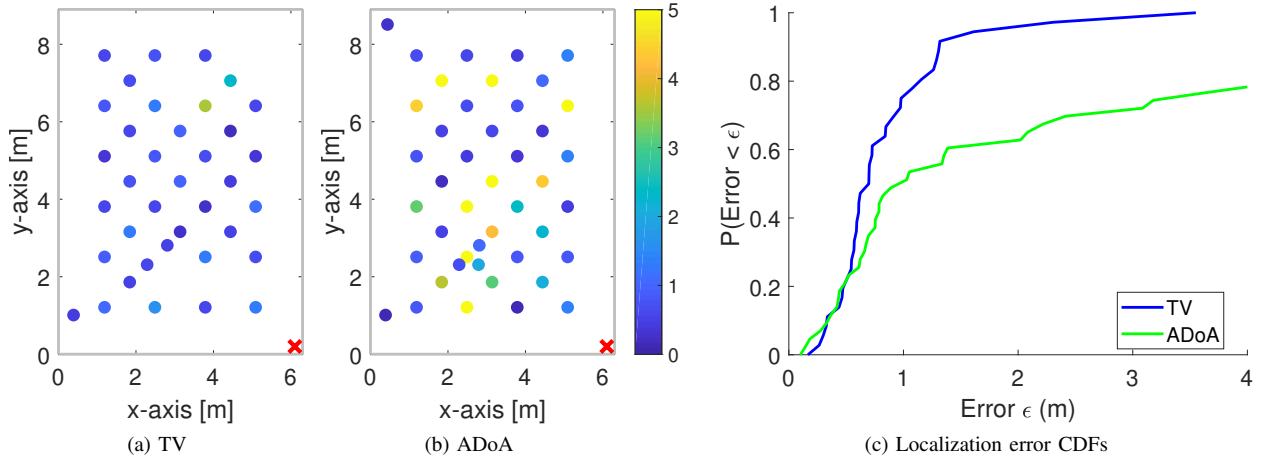 8
6
4
2
0
y-axis [m]
0 2 4 6
x-axis [m]
(a) TV
8
6
4
2
0
y-axis [m]
0 2 4 6
x-axis [m]
(b) ADoA
5
4
3
2
1
0
1
0.8
0.6
0.4
0.2
0
P(Error < ϵ)
0 1 2 3 4
Error ϵ (m)
TV
ADoA
(c) Localization error CDFs